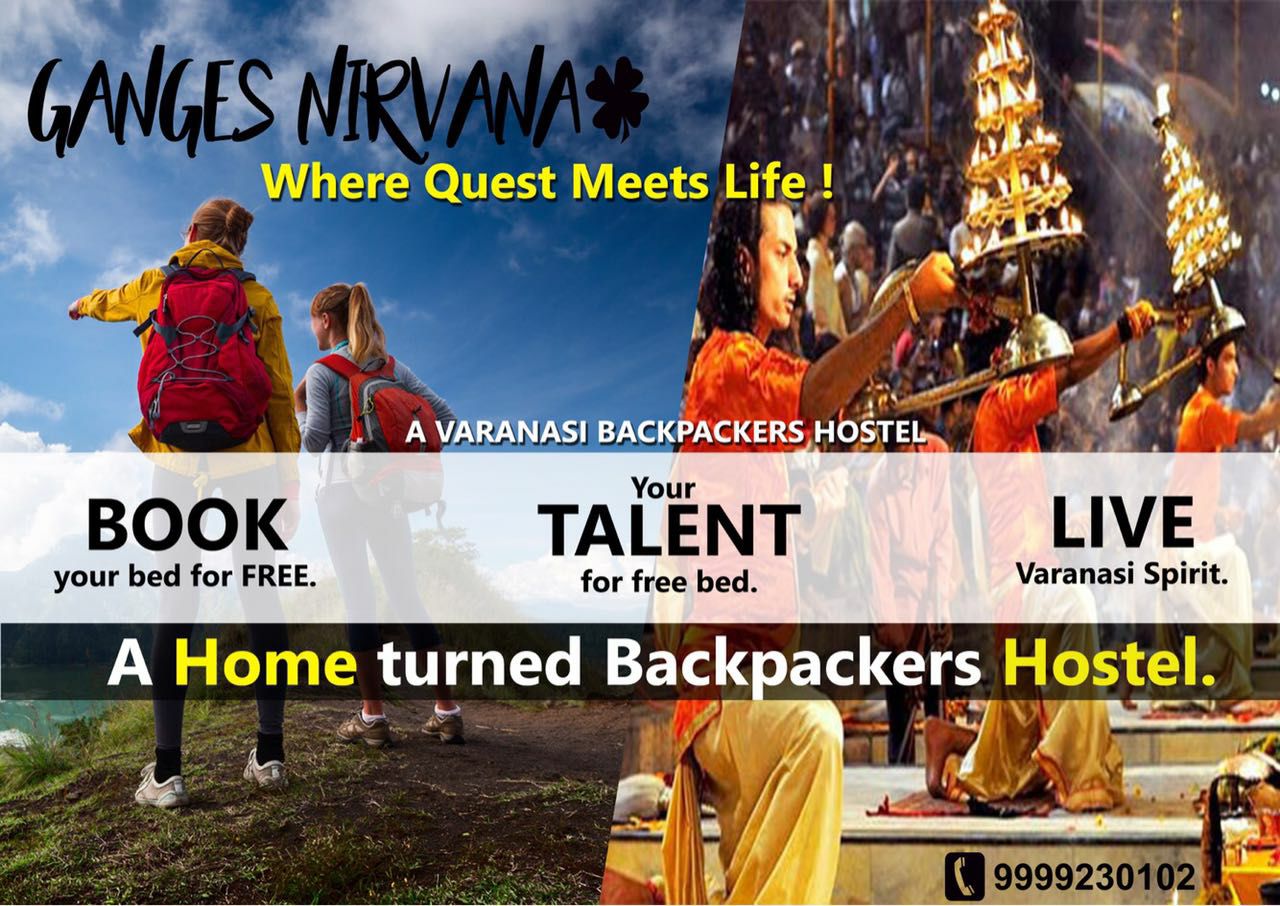 GANGES NIRVANA
Where Quest Meets Life !
A VARANASI BACKPACKERS HOSTEL
BOOK
your bed for FREE.
Your
TALENT
for free bed.
LIVE
Varanasi Spirit.
A Home turned Backpackers Hostel.
9999230102